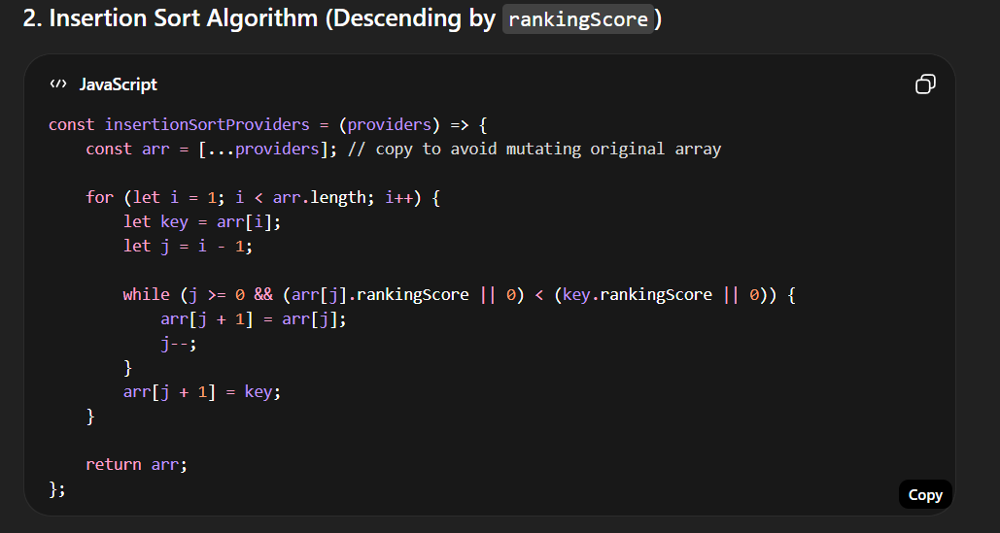 2. Insertion Sort Algorithm (Descending by rankingScore)
</> JavaScript
const insertionSortProviders = (providers) => {
    const arr = [...providers]; // copy to avoid mutating original array

    for (let i = 1; i < arr.length; i++) {
        let key = arr[i];
        let j = i - 1;

        while (j >= 0 && (arr[j].rankingScore || 0) < (key.rankingScore || 0)) {
            arr[j + 1] = arr[j];
            j--;
        }
        arr[j + 1] = key;
    }

    return arr;
};
Copy